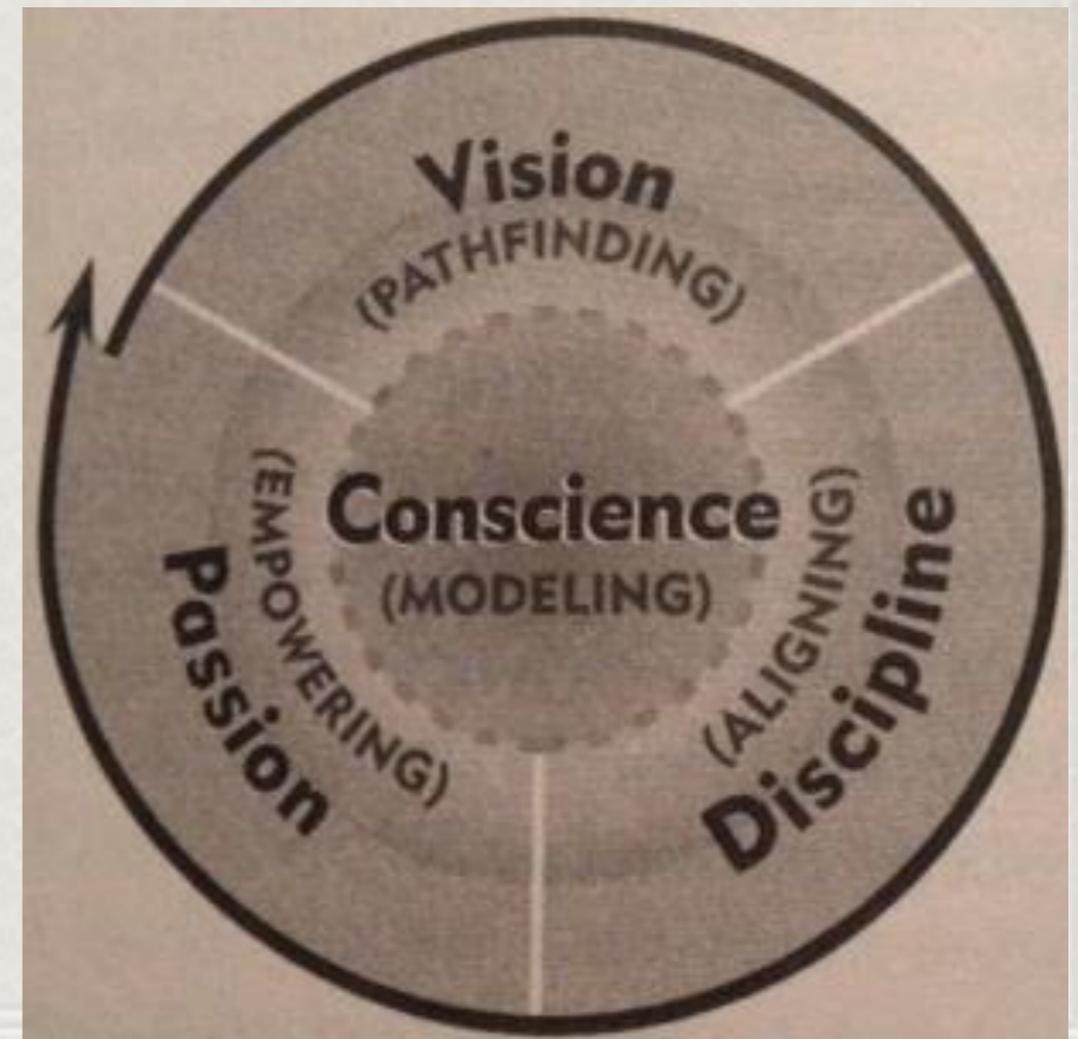 Vision
(PATHFINDING)
Conscience
(MODELING)
(ALIGNING)
Discipline
(EMPOWERING)
Passion